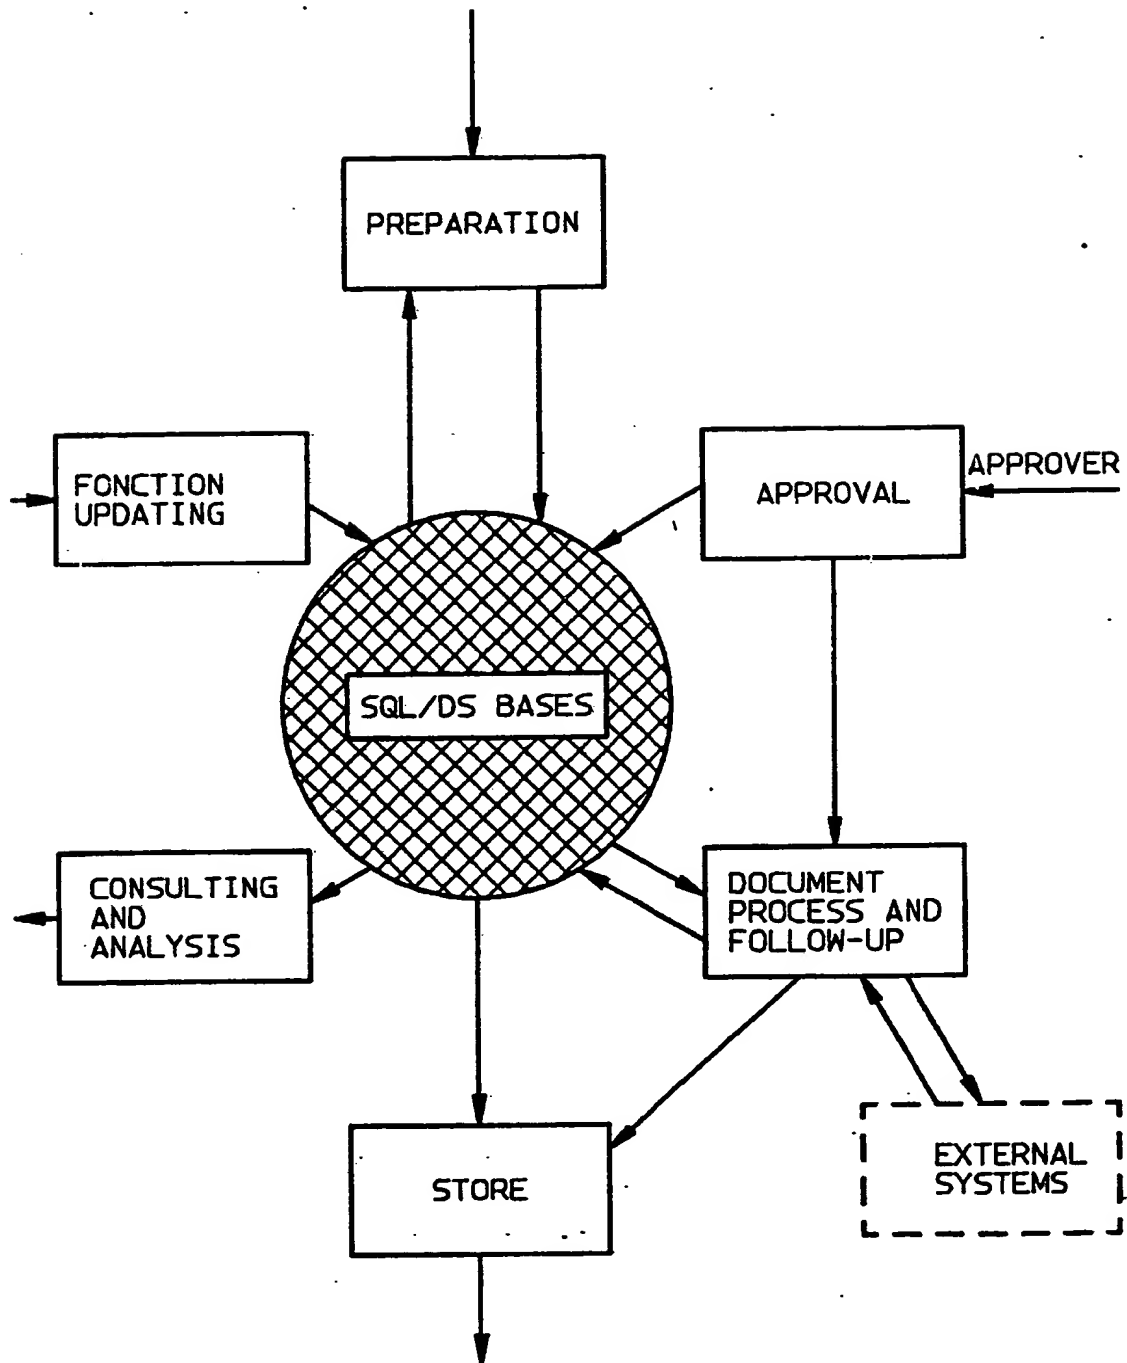 PREPARATION
FONCTION
UPDATING
APPROVAL
APPROVER
SQL/DS BASES
CONSULTING
AND
ANALYSIS
DOCUMENT
PROCESS AND
FOLLOW-UP
STORE
EXTERNAL
SYSTEMS